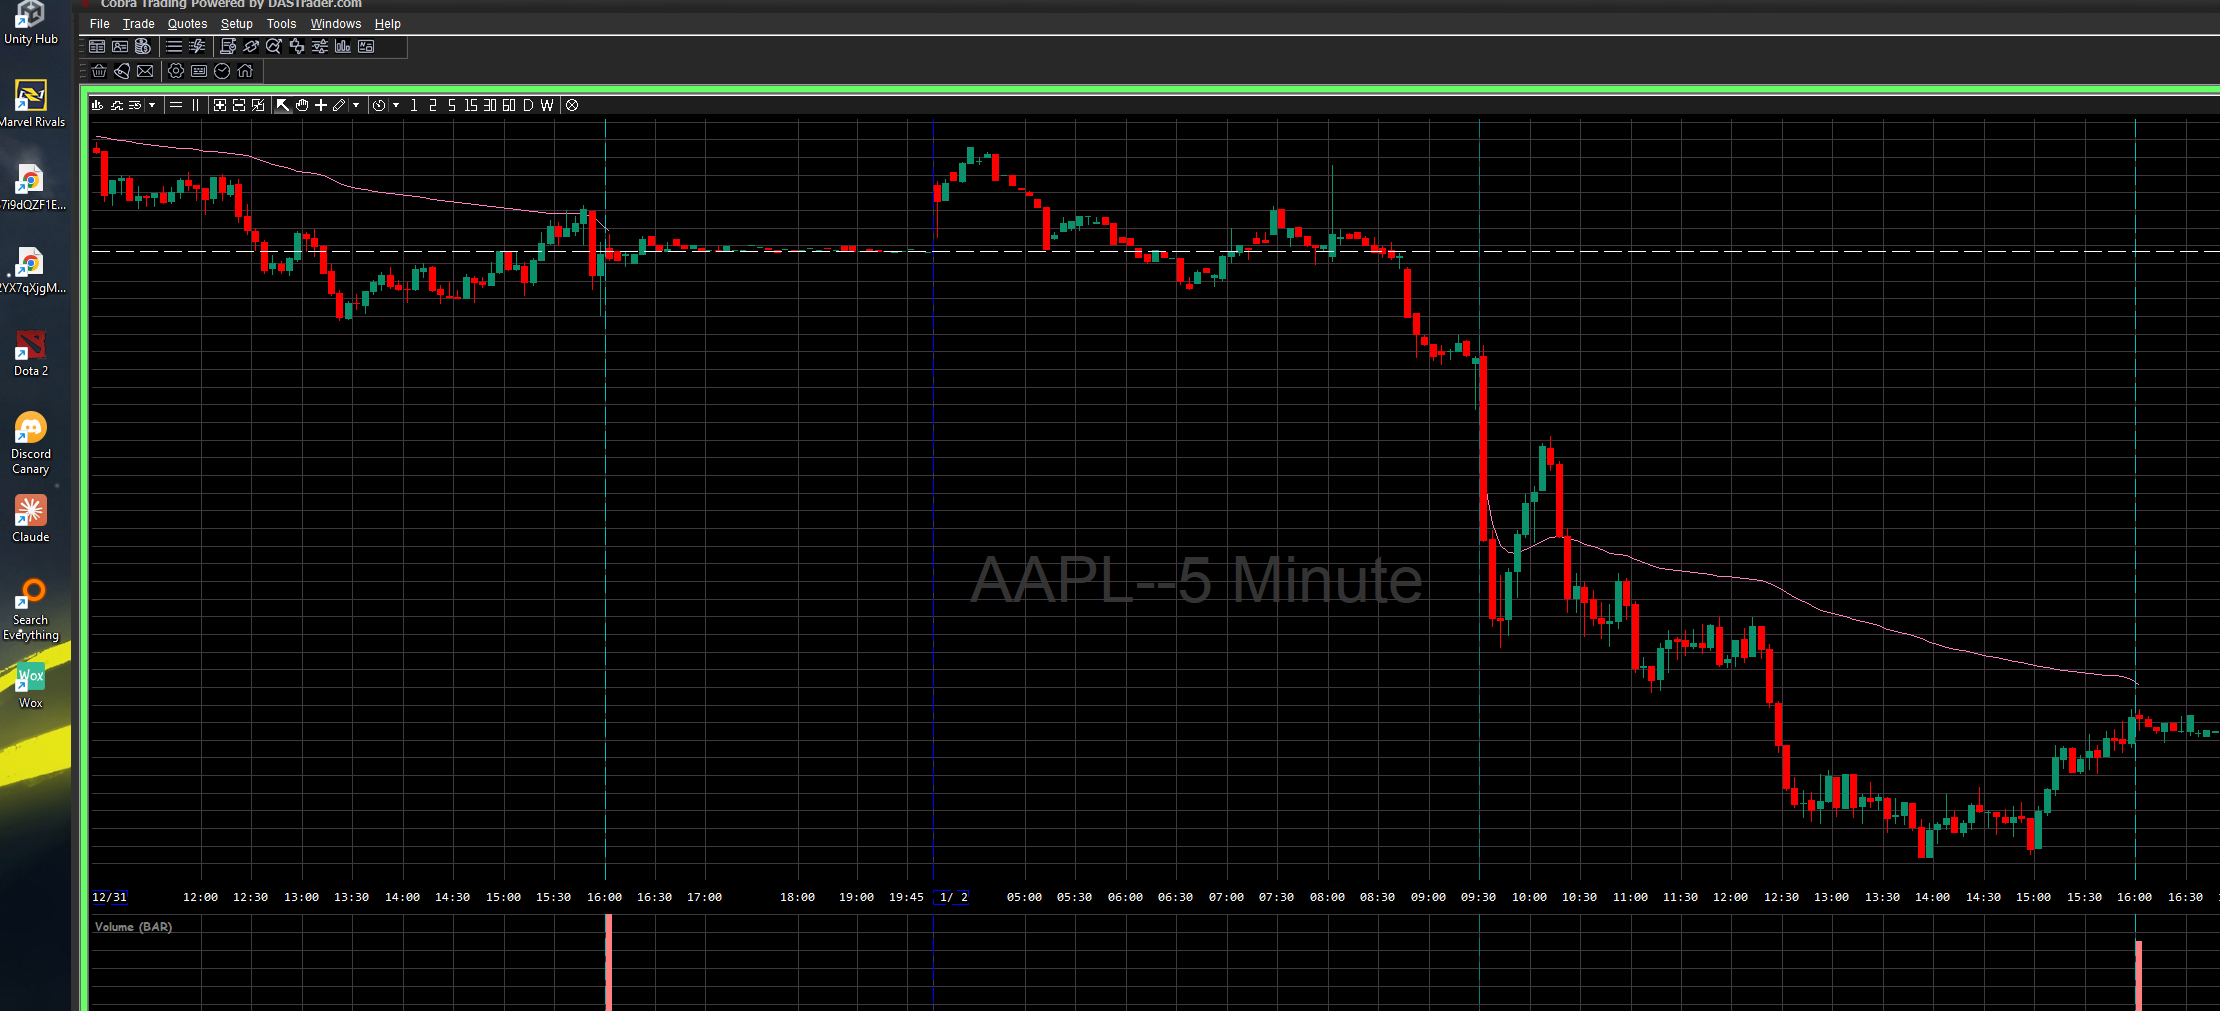 Cobra Trading Powered by DASTrader.com
File Trade Quotes Setup Tools Windows Help
Unity Hub
Marvel Rivals
7i9dQZF1E...
YX7qXjgM...
Dota 2
Discord
Canary
Claude
Search
Everything
Wox
Wox
1 2 5 15 30 60 D W
AAPL--5 Minute
12/31 12:00 12:30 13:00 13:30 14:00 14:30 15:00 15:30 16:00 16:30 17:00 18:00 19:00 19:45 1/ 2 05:00 05:30 06:00 06:30 07:00 07:30 08:00 08:30 09:00 09:30 10:00 10:30 11:00 11:30 12:00 12:30 13:00 13:30 14:00 14:30 15:00 15:30 16:00 16:30
Volume (BAR)